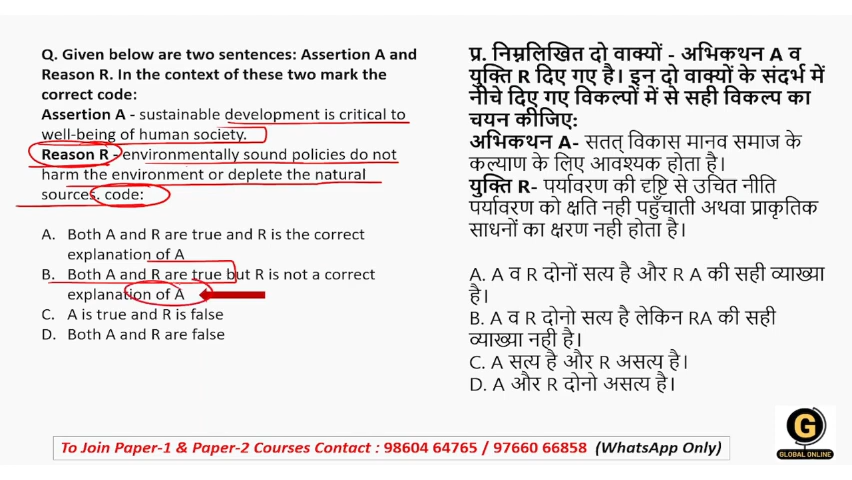 Q. Given below are two sentences: Assertion A and
Reason R. In the context of these two mark the
correct code:
Assertion A - sustainable development is critical to
well-being of human society.
Reason R - environmentally sound policies do not
harm the environment or deplete the natural
sources. code:
A. Both A and R are true and R is the correct
explanation of A
B. Both A and R are true but R is not a correct
explanation of A
C. A is true and R is false
D. Both A and R are false
प्र. निम्नलिखित दो वाक्यों - अभिकथन A व
युक्ति R दिए गए है। इन दो वाक्यों के संदर्भ में
नीचे दिए गए विकल्पों में से सही विकल्प का
चयन कीजिए:
अभिकथन A- सतत् विकास मानव समाज के
कल्याण के लिए आवश्यक होता है।
युक्ति R- पर्यावरण की दृष्टि से उचित नीति
पर्यावरण को क्षति नही पहुँचाती अथवा प्राकृतिक
साधनों का क्षरण नही होता है।
A. A व R दोनों सत्य है और R A की सही व्याख्या
है।
B. A व R दोनो सत्य है लेकिन RA की सही
व्याख्या नही है।
C. A सत्य है और R असत्य है।
D. A और R दोनो असत्य है।
To Join Paper-1 & Paper-2 Courses Contact : 98604 64765 / 97660 66858 (WhatsApp Only)
G
GLOBAL ONLINE